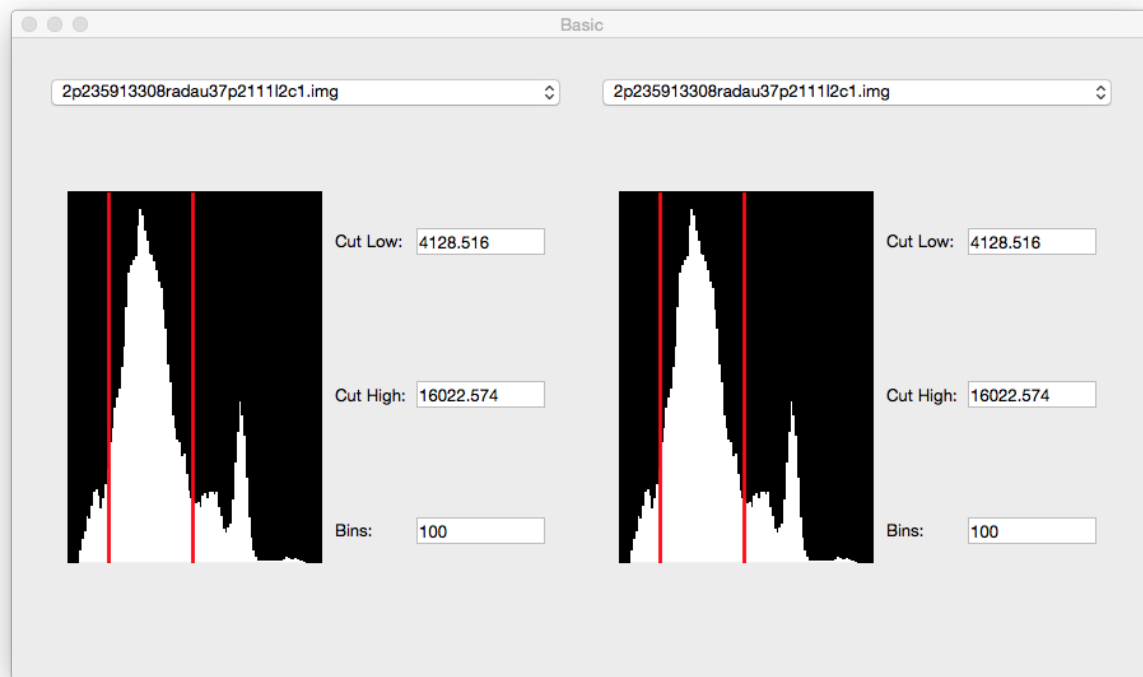 Basic
2p235913308radau37p2111l2c1.img
2p235913308radau37p2111l2c1.img
Cut Low: 4128.516
Cut High: 16022.574
Bins: 100
Cut Low: 4128.516
Cut High: 16022.574
Bins: 100